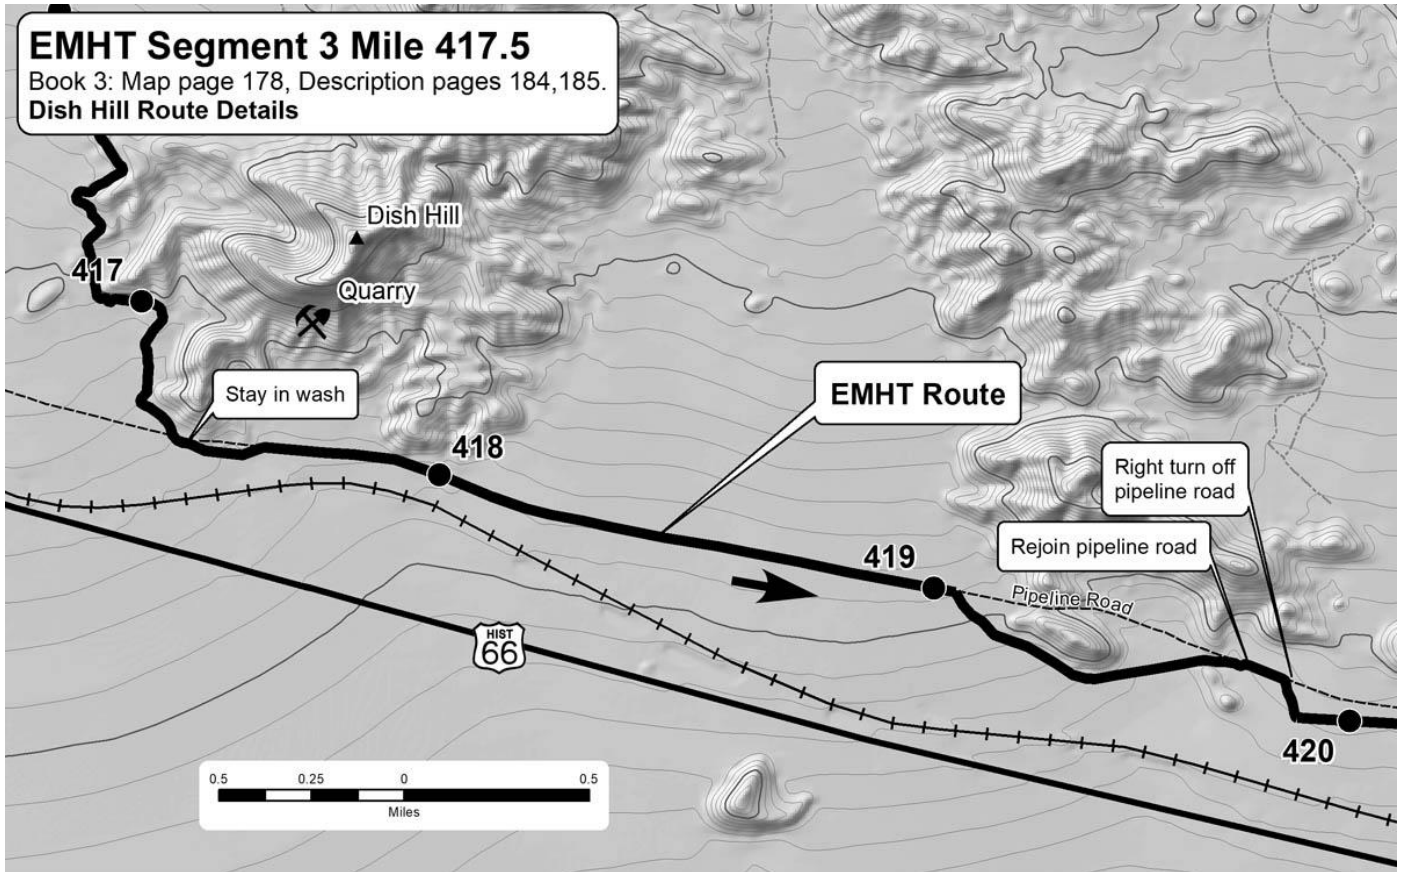 EMHT Segment 3 Mile 417.5
Book 3: Map page 178, Description pages 184,185.
Dish Hill Route Details
Dish Hill
417
Quarry
Stay in wash
EMHT Route
418
Right turn off
pipeline road
Rejoin pipeline road
419
Pipeline Road
HIST
66
420
0.5 0.25 0 0.5
Miles